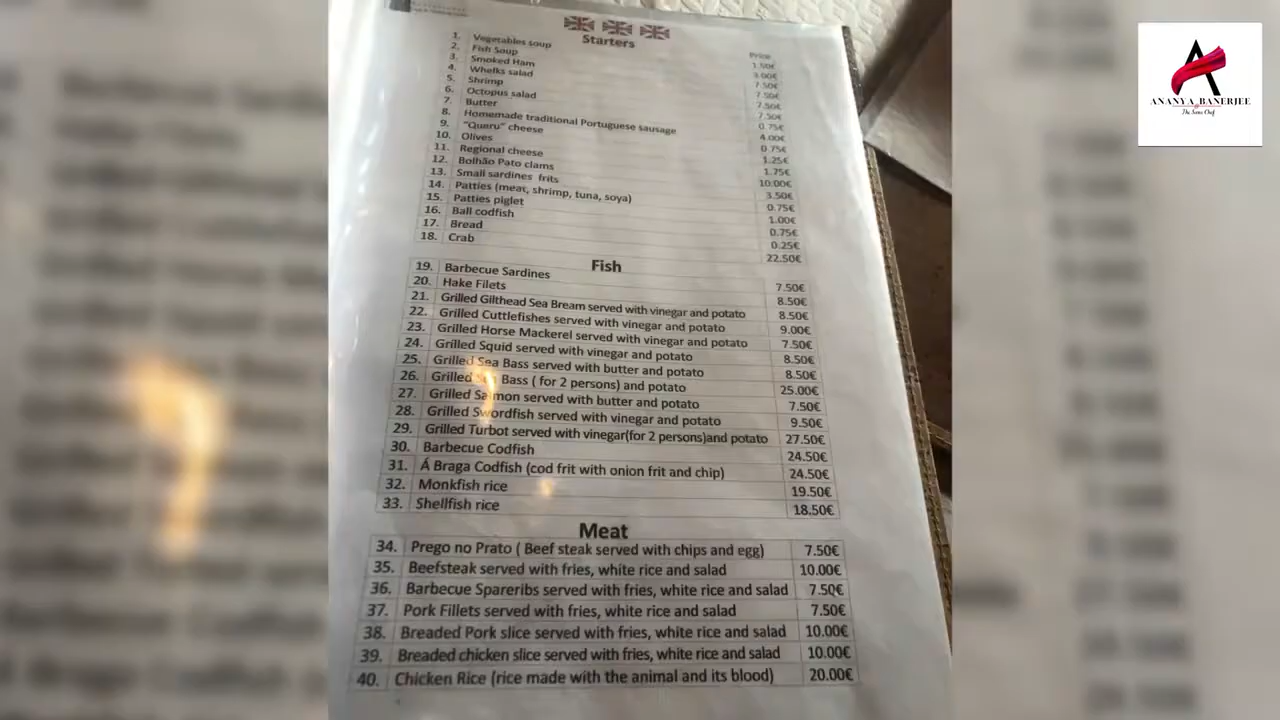 Starters
Price
1. Vegetables soup 1.50€
2. Fish Soup 3.00€
3. Smoked Ham 7.50€
4. Whelks salad 7.50€
5. Shrimp 7.50€
6. Octopus salad 7.50€
7. Butter 0.75€
8. Homemade traditional Portuguese sausage 4.00€
9. "Queru" cheese 0.75€
10. Olives 1.25€
11. Regional cheese 1.75€
12. Bolhão Pato clams 10.00€
13. Small sardines frits 3.50€
14. Patties (meat, shrimp, tuna, soya) 0.75€
15. Patties piglet 1.00€
16. Ball codfish 0.75€
17. Bread 0.25€
18. Crab 22.50€
Fish
19. Barbecue Sardines 7.50€
20. Hake Filets 8.50€
21. Grilled Gilthead Sea Bream served with vinegar and potato 8.50€
22. Grilled Cuttlefishes served with vinegar and potato 9.00€
23. Grilled Horse Mackerel served with vinegar and potato 7.50€
24. Grilled Squid served with vinegar and potato 8.50€
25. Grilled Sea Bass served with butter and potato 8.50€
26. Grilled Sea Bass ( for 2 persons) and potato 25.00€
27. Grilled Salmon served with butter and potato 7.50€
28. Grilled Swordfish served with vinegar and potato 9.50€
29. Grilled Turbot served with vinegar(for 2 persons)and potato 27.50€
30. Barbecue Codfish 24.50€
31. Á Braga Codfish (cod frit with onion frit and chip) 24.50€
32. Monkfish rice 19.50€
33. Shellfish rice 18.50€
Meat
34. Prego no Prato ( Beef steak served with chips and egg) 7.50€
35. Beefsteak served with fries, white rice and salad 10.00€
36. Barbecue Spareribs served with fries, white rice and salad 7.50€
37. Pork Fillets served with fries, white rice and salad 7.50€
38. Breaded Pork slice served with fries, white rice and salad 10.00€
39. Breaded chicken slice served with fries, white rice and salad 10.00€
40. Chicken Rice (rice made with the animal and its blood) 20.00€
A
ANANYA BANERJEE
The Sona Chef